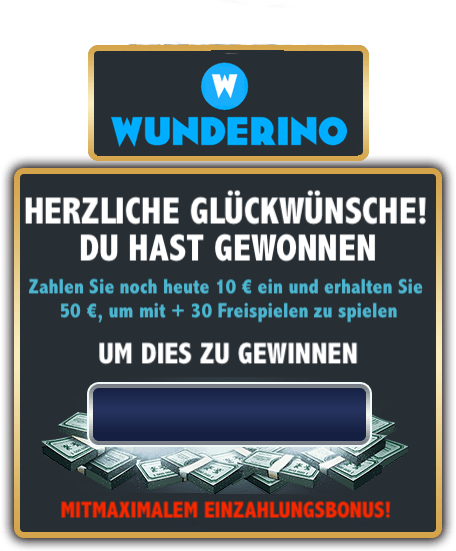 W
WUNDERINO
HERZLICHE GLÜCKWÜNSCHE!
DU HAST GEWONNEN
Zahlen Sie noch heute 10 € ein und erhalten Sie
50 €, um mit + 30 Freispielen zu spielen
UM DIES ZU GEWINNEN
MITMAXIMALEM EINZAHLUNGSBONUS!